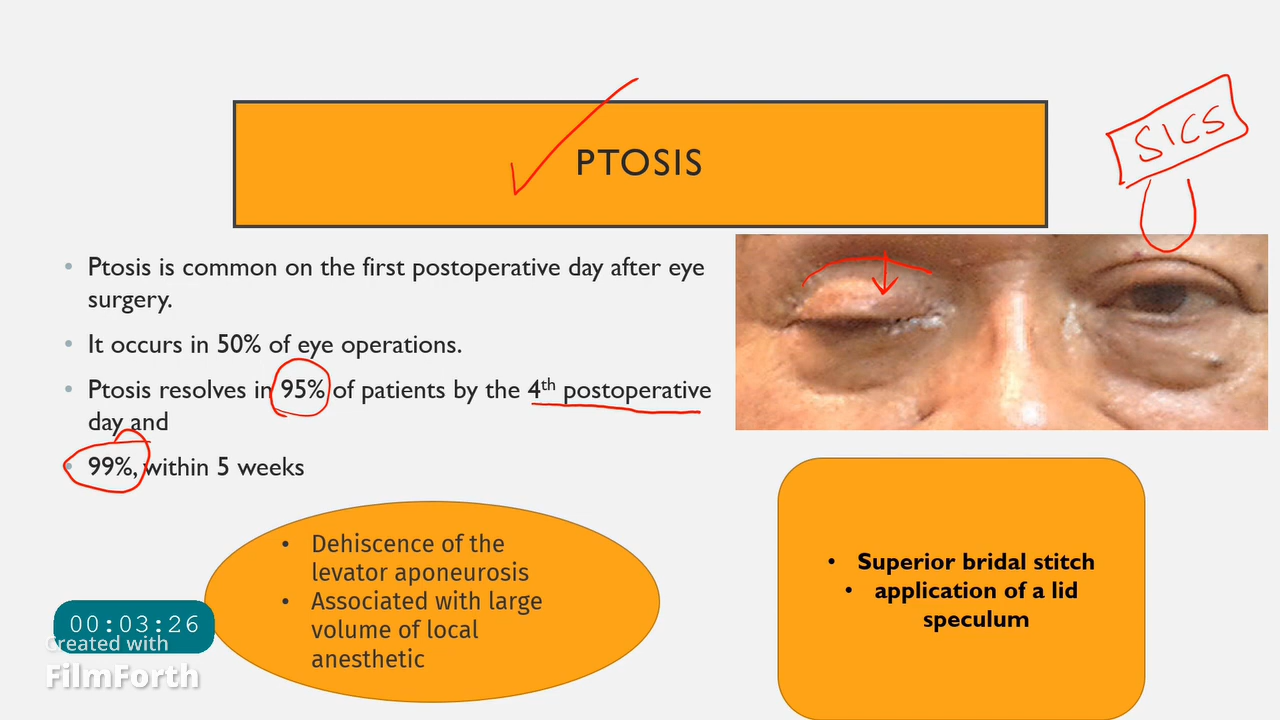 PTOSIS
SICS
• Ptosis is common on the first postoperative day after eye
surgery.
• It occurs in 50% of eye operations.
• Ptosis resolves in 95% of patients by the 4th postoperative
day and
• 99%, within 5 weeks
• Dehiscence of the
levator aponeurosis
• Associated with large
volume of local
anesthetic
• Superior bridal stitch
• application of a lid
speculum
00:03:26
Created with
FilmForth